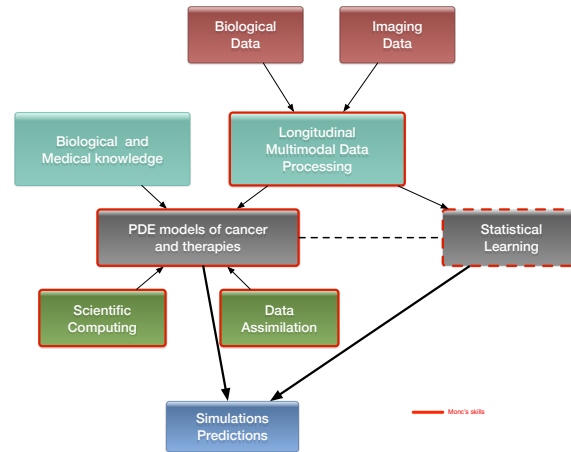 Biological
Data
Imaging
Data
Biological and
Medical knowledge
Longitudinal
Multimodal Data
Processing
PDE models of cancer
and therapies
Statistical
Learning
Scientific
Computing
Data
Assimilation
Simulations
Predictions
Monc's skills